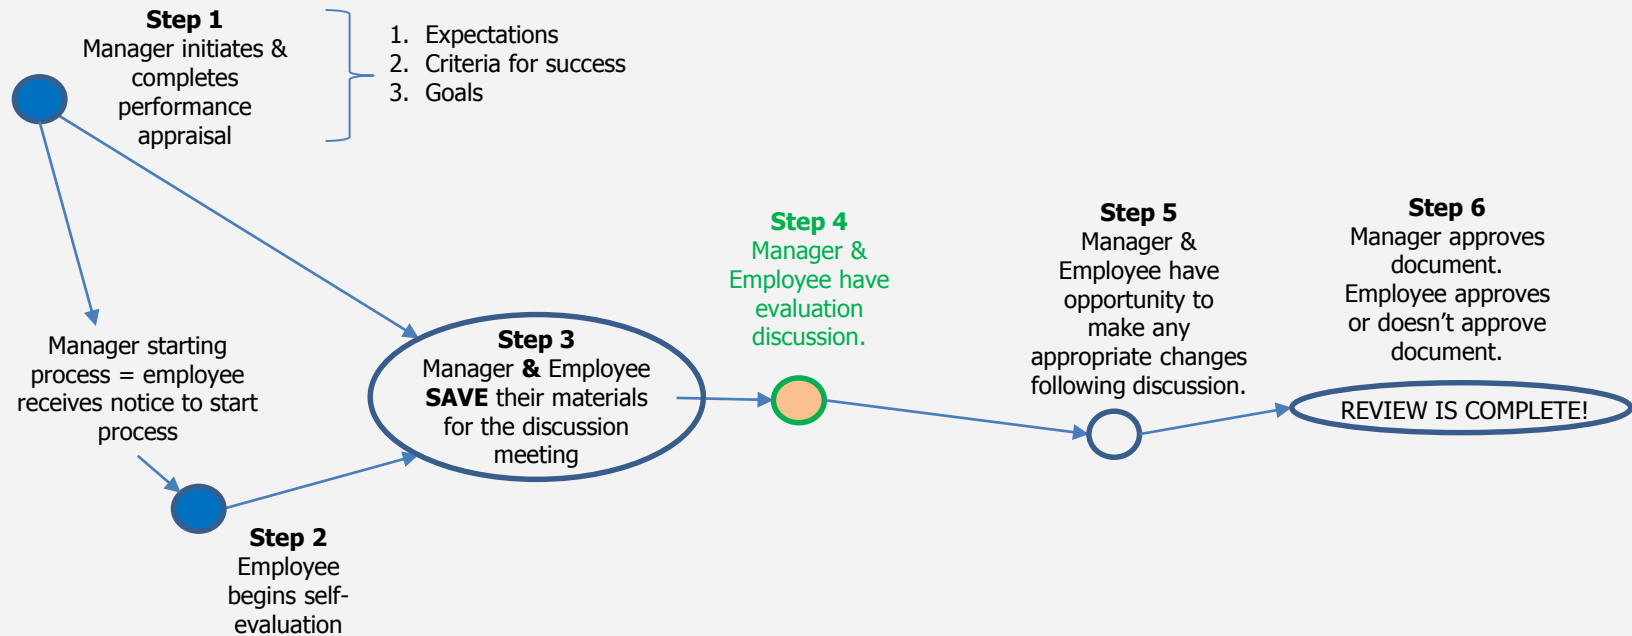 Step 1
Manager initiates &
completes
performance
appraisal
1. Expectations
2. Criteria for success
3. Goals
Manager starting
process = employee
receives notice to start
process
Step 2
Employee
begins self-
evaluation
Step 3
Manager & Employee
SAVE their materials
for the discussion
meeting
Step 4
Manager &
Employee have
evaluation
discussion.
Step 5
Manager &
Employee have
opportunity to
make any
appropriate changes
following discussion.
Step 6
Manager approves
document.
Employee approves
or doesn’t approve
document.
REVIEW IS COMPLETE!